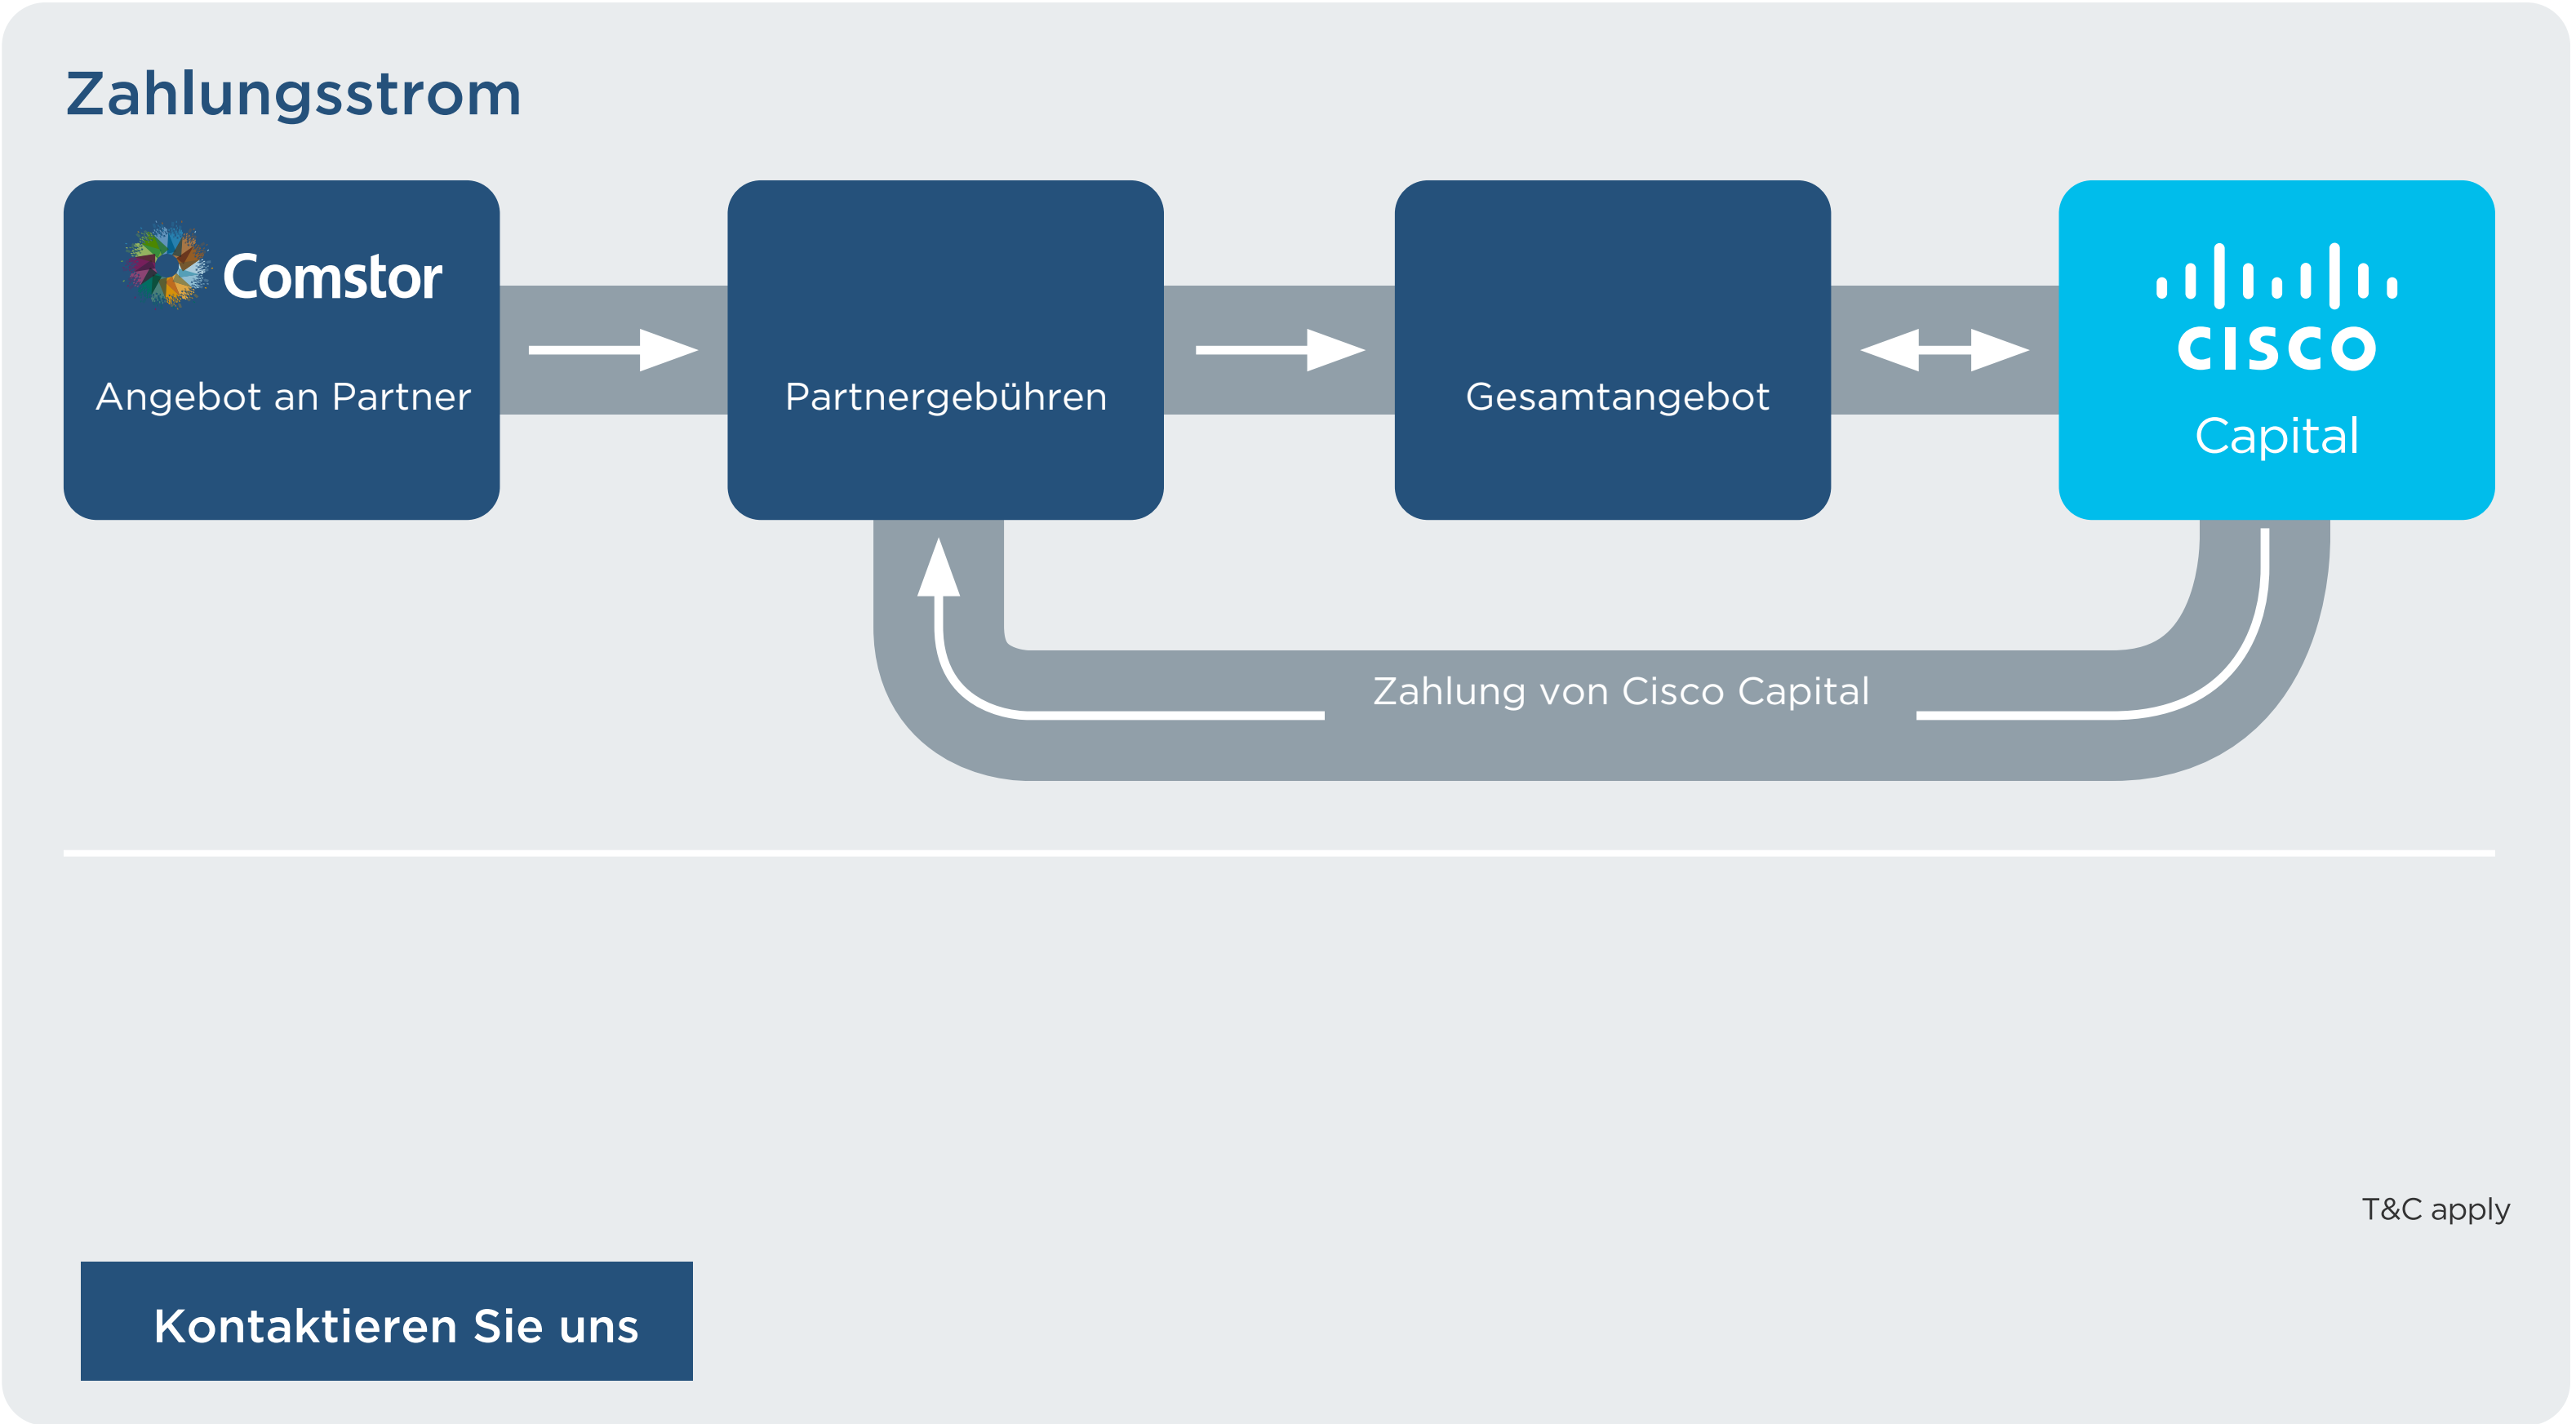 Zahlungsstrom
Comstor
Angebot an Partner
Partnergebühren
Gesamtangebot
CISCO
Capital
Zahlung von Cisco Capital
T&C apply
Kontaktieren Sie uns